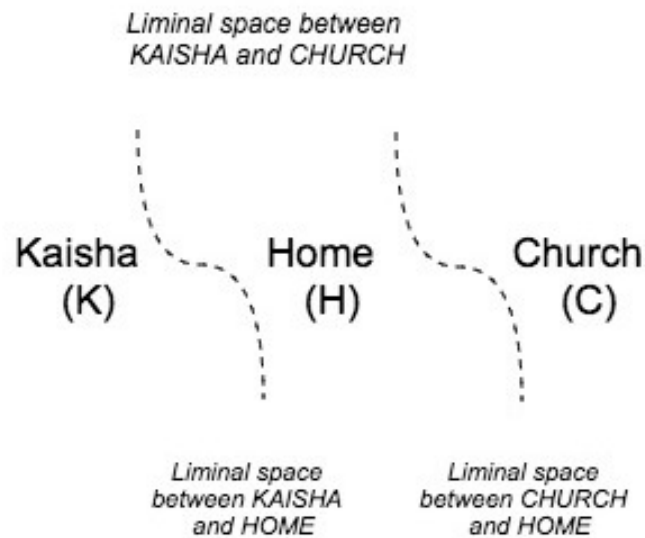 Liminal space between
KAISHA and CHURCH
Kaisha Home Church
(K) (H) (C)
Liminal space Liminal space
between KAISHA between CHURCH
and HOME and HOME